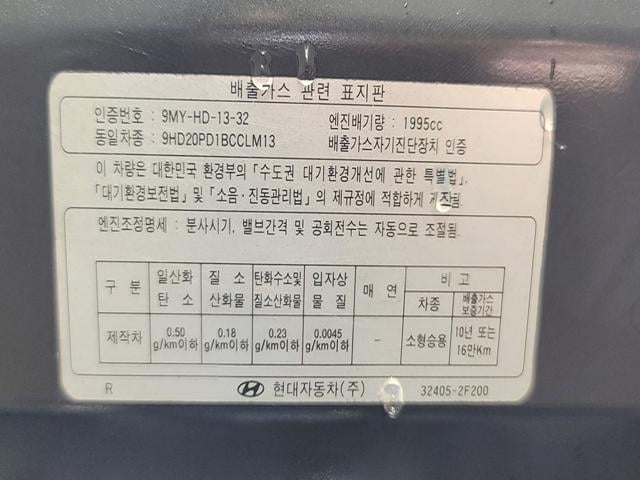 배출가스 관련 표지판
인증번호 : 9MY-HD-13-32 엔진배기량 : 1995cc
동일차종 : 9HD20PD1BCCLM13 배출가스자기진단장치 인증
이 차량은 대한민국 환경부의 「수도권 대기환경개선에 관한 특별법」,
「대기환경보전법」 및 「소음·진동관리법」의 제규정에 적합하게 제작됨.
엔진조정명세 : 분사시기, 밸브간격 및 공회전수는 자동으로 조절됨.
구 분 일산화 탄 소 질 소 산화물 탄화수소및 질소산화물 입자상 물 질 매 연 비 고
차종 배출가스 보증기간
제작차 0.50 g/km이하 0.18 g/km이하 0.23 g/km이하 0.0045 g/km이하 - 소형승용 10년 또는 16만Km
R 현대자동차(주) 32405-2F200